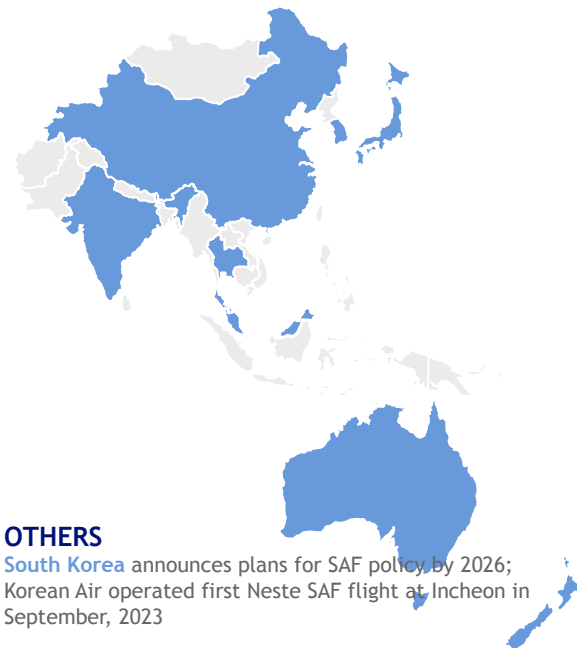 OTHERS
South Korea announces plans for SAF policy by 2026;
Korean Air operated first Neste SAF flight at Incheon in
September, 2023